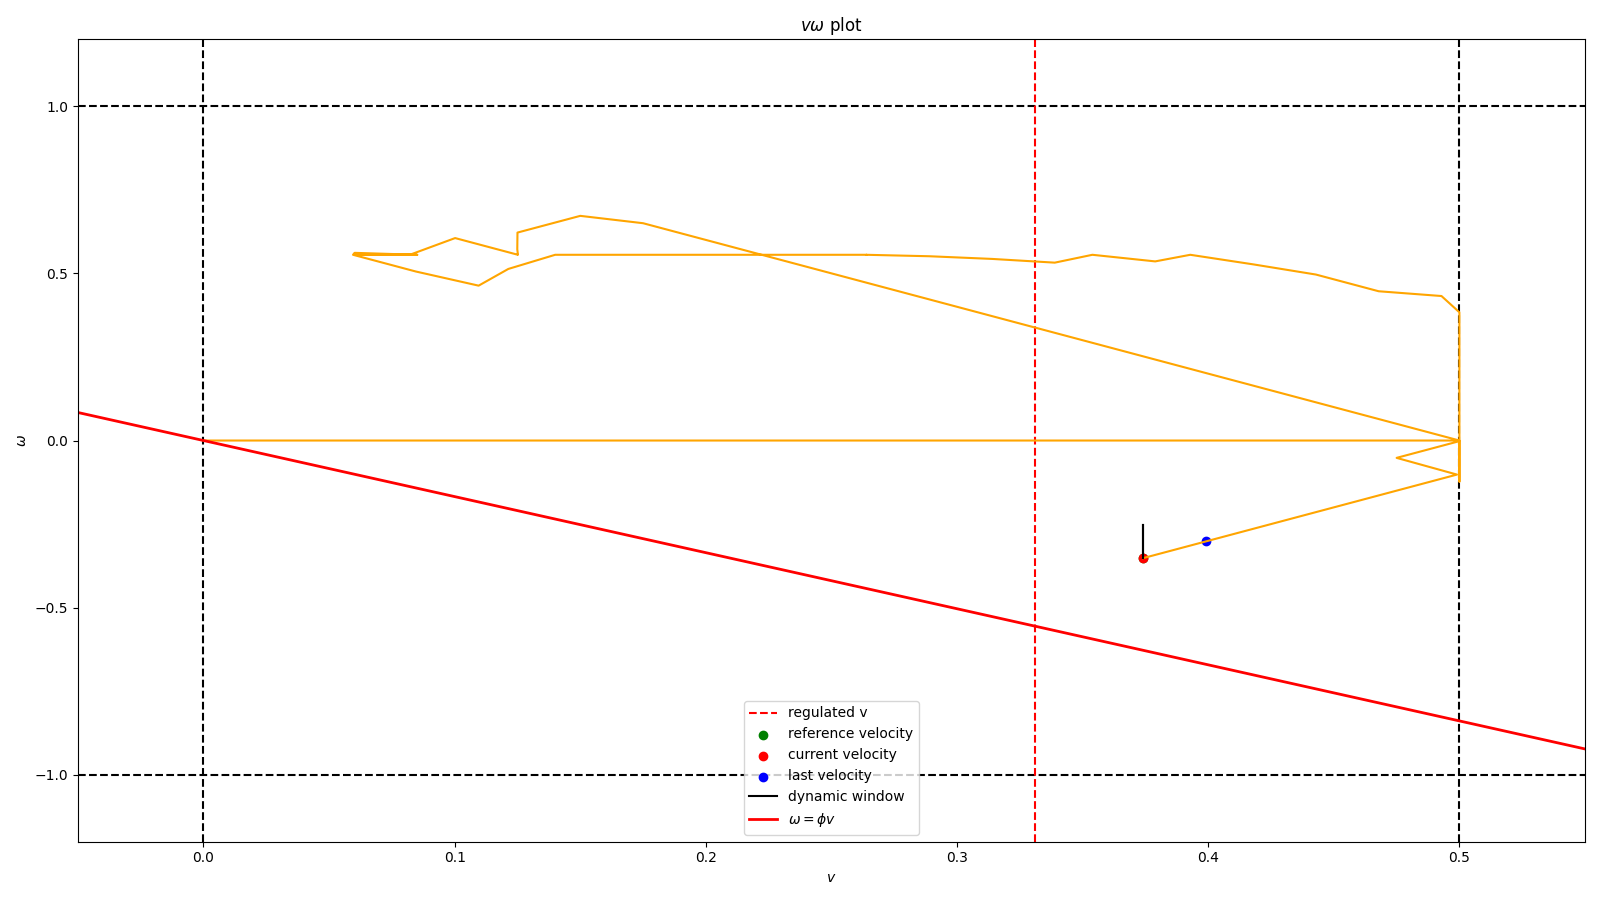 vω plot
1.0
0.5
0.0
−0.5
−1.0
ω
0.0 0.1 0.2 0.3 0.4 0.5
v
regulated v
reference velocity
current velocity
last velocity
dynamic window
ω = ϕv